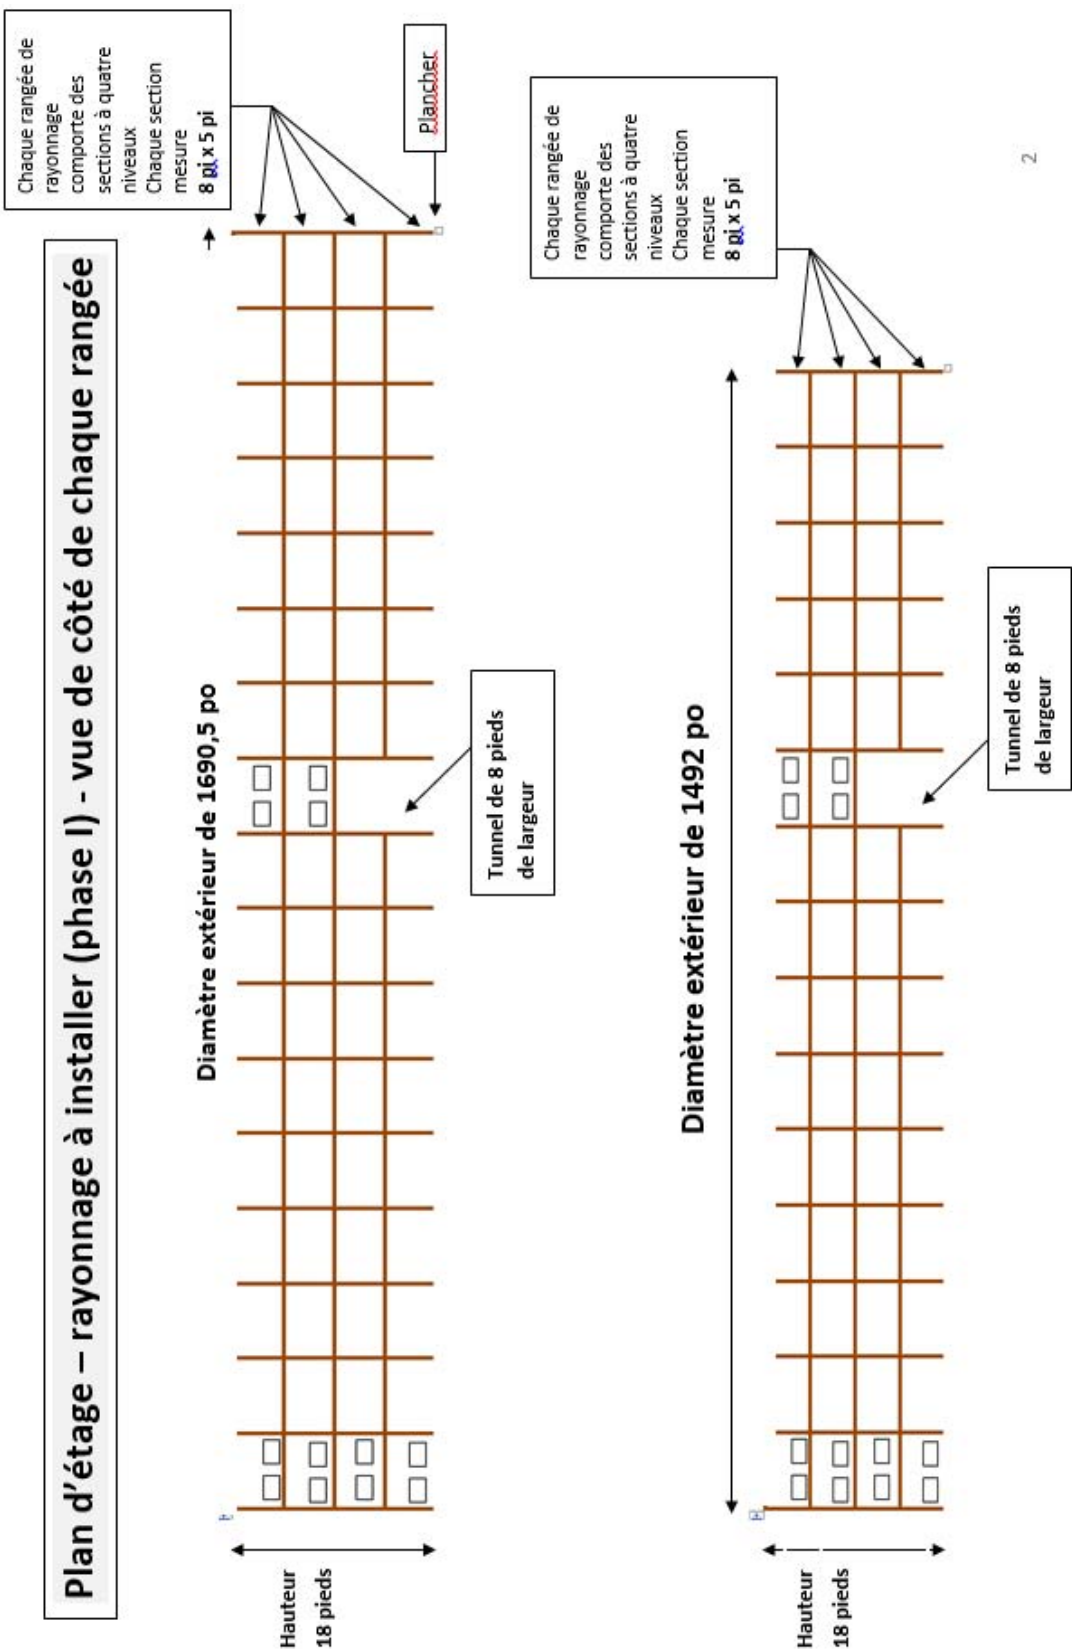 Plan d'étage – rayonnage à installer (phase I) - vue de côté de chaque rangée
Chaque rangée de
rayonnage
comporte des
sections à quatre
niveaux
Chaque section
mesure
8 pi x 5 pi
Diamètre extérieur de 1690,5 po
Plancher
Hauteur
18 pieds
Tunnel de 8 pieds
de largeur
Chaque rangée de
rayonnage
comporte des
sections à quatre
niveaux
Chaque section
mesure
8 pi x 5 pi
Diamètre extérieur de 1492 po
Hauteur
18 pieds
Tunnel de 8 pieds
de largeur
2